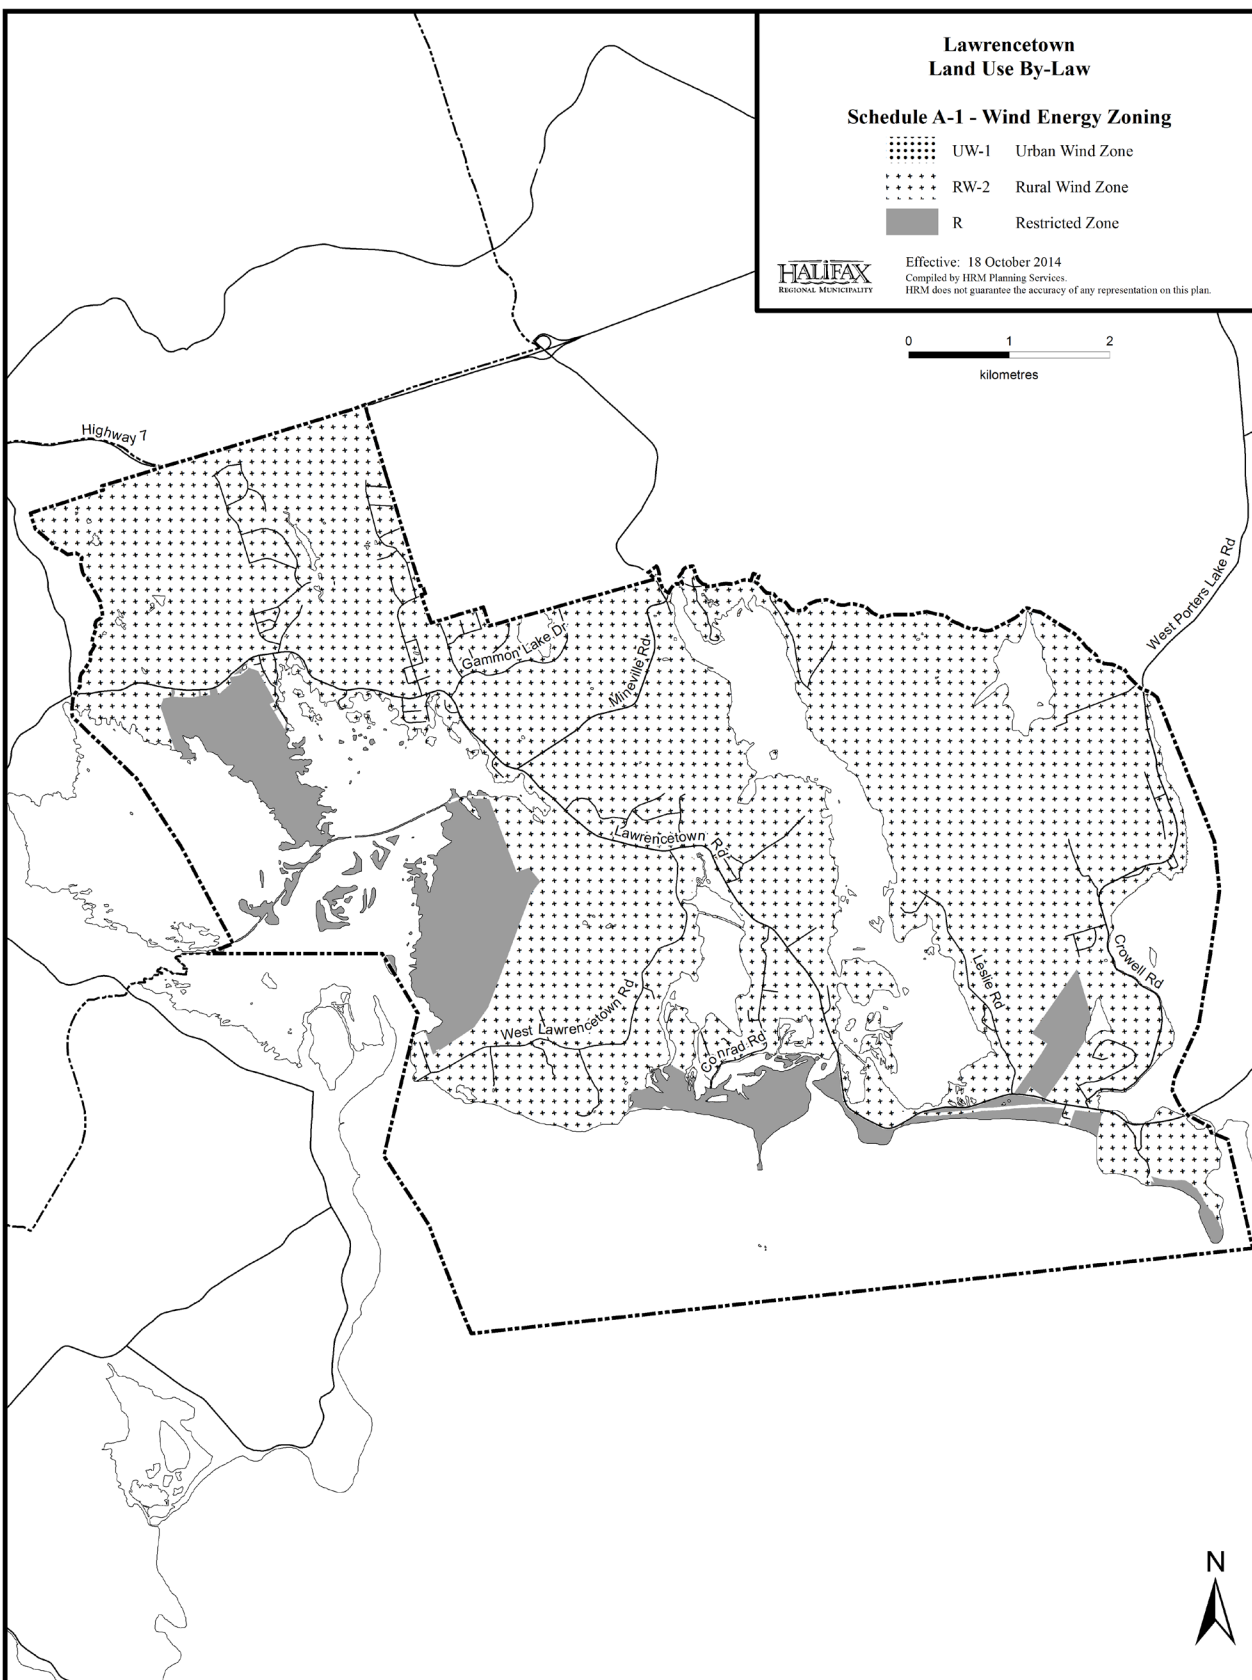 Lawrencetown
Land Use By-Law
Schedule A-1 - Wind Energy Zoning
UW-1 Urban Wind Zone
RW-2 Rural Wind Zone
R Restricted Zone
HALIFAX
REGIONAL MUNICIPALITY
Effective: 18 October 2014
Compiled by HRM Planning Services.
HRM does not guarantee the accuracy of any representation on this plan.
0 1 2
kilometres
Highway 7
West Porters Lake Rd
Gammon Lake Dr
Mineville Rd
Lawrencetown Rd
Crowell Rd
Leslie Rd
West Lawrencetown Rd
Conrad Rd
N